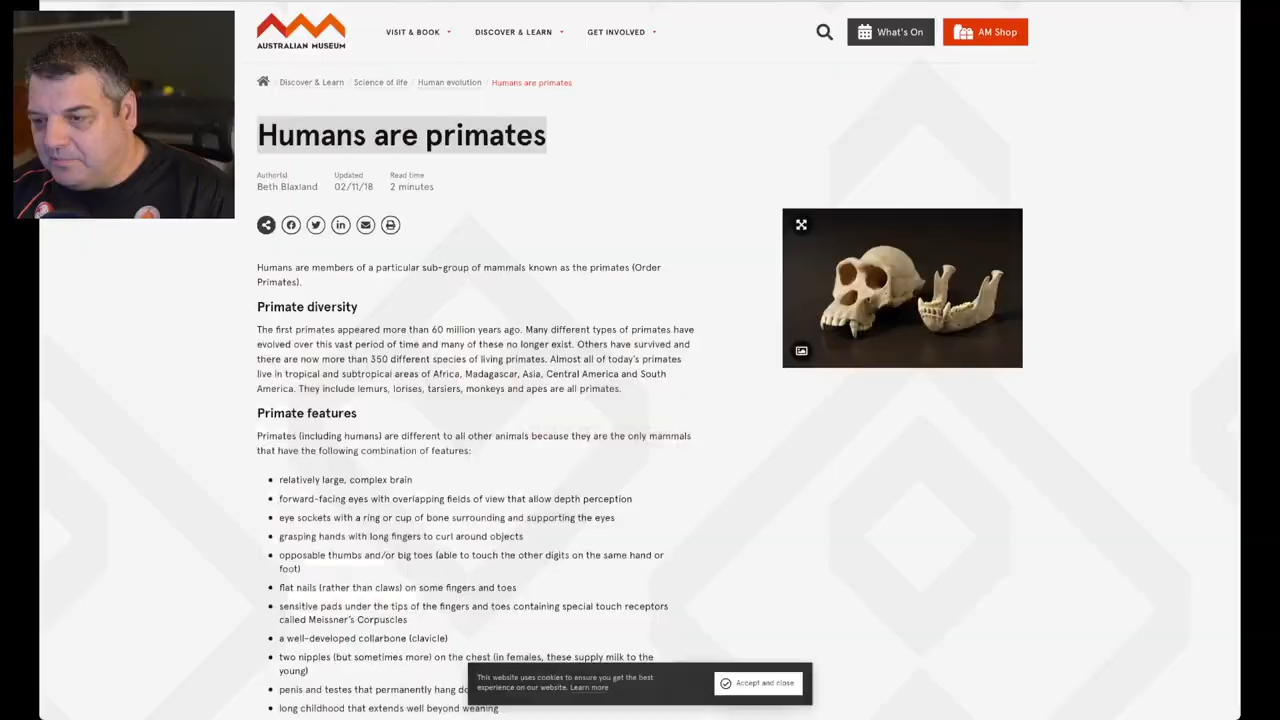 AUSTRALIAN MUSEUM
VISIT & BOOK
DISCOVER & LEARN
GET INVOLVED
What's On
AM Shop
Discover & Learn / Science of life / Human evolution / Humans are primates
Humans are primates
Author(s)
Beth Blaxland
Updated
02/11/18
Read time
2 minutes
Humans are members of a particular sub-group of mammals known as the primates (Order
Primates).
Primate diversity
The first primates appeared more than 60 million years ago. Many different types of primates have
evolved over this vast period of time and many of these no longer exist. Others have survived and
there are now more than 350 different species of living primates. Almost all of today's primates
live in tropical and subtropical areas of Africa, Madagascar, Asia, Central America and South
America. They include lemurs, lorises, tarsiers, monkeys and apes are all primates.
Primate features
Primates (including humans) are different to all other animals because they are the only mammals
that have the following combination of features:
relatively large, complex brain
forward-facing eyes with overlapping fields of view that allow depth perception
eye sockets with a ring or cup of bone surrounding and supporting the eyes
grasping hands with long fingers to curl around objects
opposable thumbs and/or big toes (able to touch the other digits on the same hand or
foot)
flat nails (rather than claws) on some fingers and toes
sensitive pads under the tips of the fingers and toes containing special touch receptors
called Meissner's Corpuscles
a well-developed collarbone (clavicle)
two nipples (but sometimes more) on the chest (in females, these supply milk to the
young)
penis and testes that permanently hang
long childhood that extends well beyond weaning
This website uses cookies to ensure you get the best
experience on our website. Learn more
Accept and close